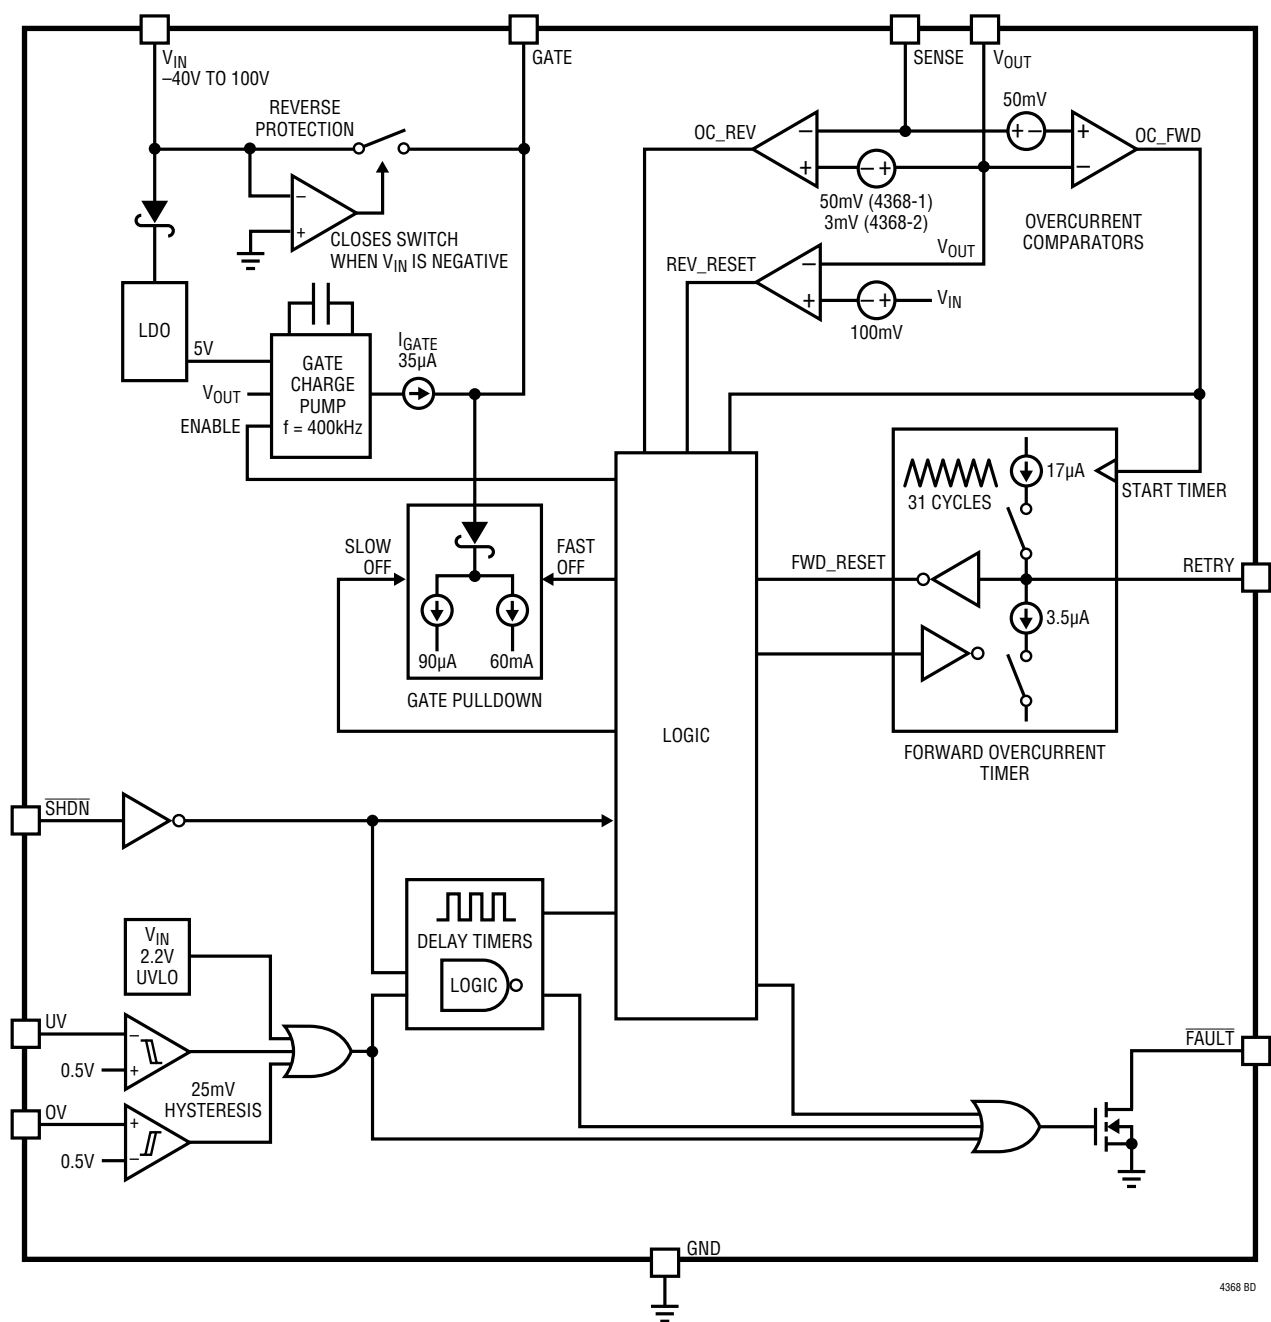 VIN
–40V TO 100V
GATE
SENSE
VOUT
REVERSE
PROTECTION
CLOSES SWITCH
WHEN VIN IS NEGATIVE
LDO
5V
VOUT
ENABLE
GATE
CHARGE
PUMP
f = 400kHz
IGATE
35µA
OC_REV
50mV
OC_FWD
50mV (4368-1)
3mV (4368-2)
OVERCURRENT
COMPARATORS
REV_RESET
VOUT
VIN
100mV
SLOW
OFF
FAST
OFF
90µA
60mA
GATE PULLDOWN
LOGIC
31 CYCLES
17µA
START TIMER
FWD_RESET
RETRY
3.5µA
FORWARD OVERCURRENT
TIMER
SHDN
DELAY TIMERS
LOGIC
VIN
2.2V
UVLO
UV
0.5V
25mV
HYSTERESIS
OV
0.5V
FAULT
GND
4368 BD